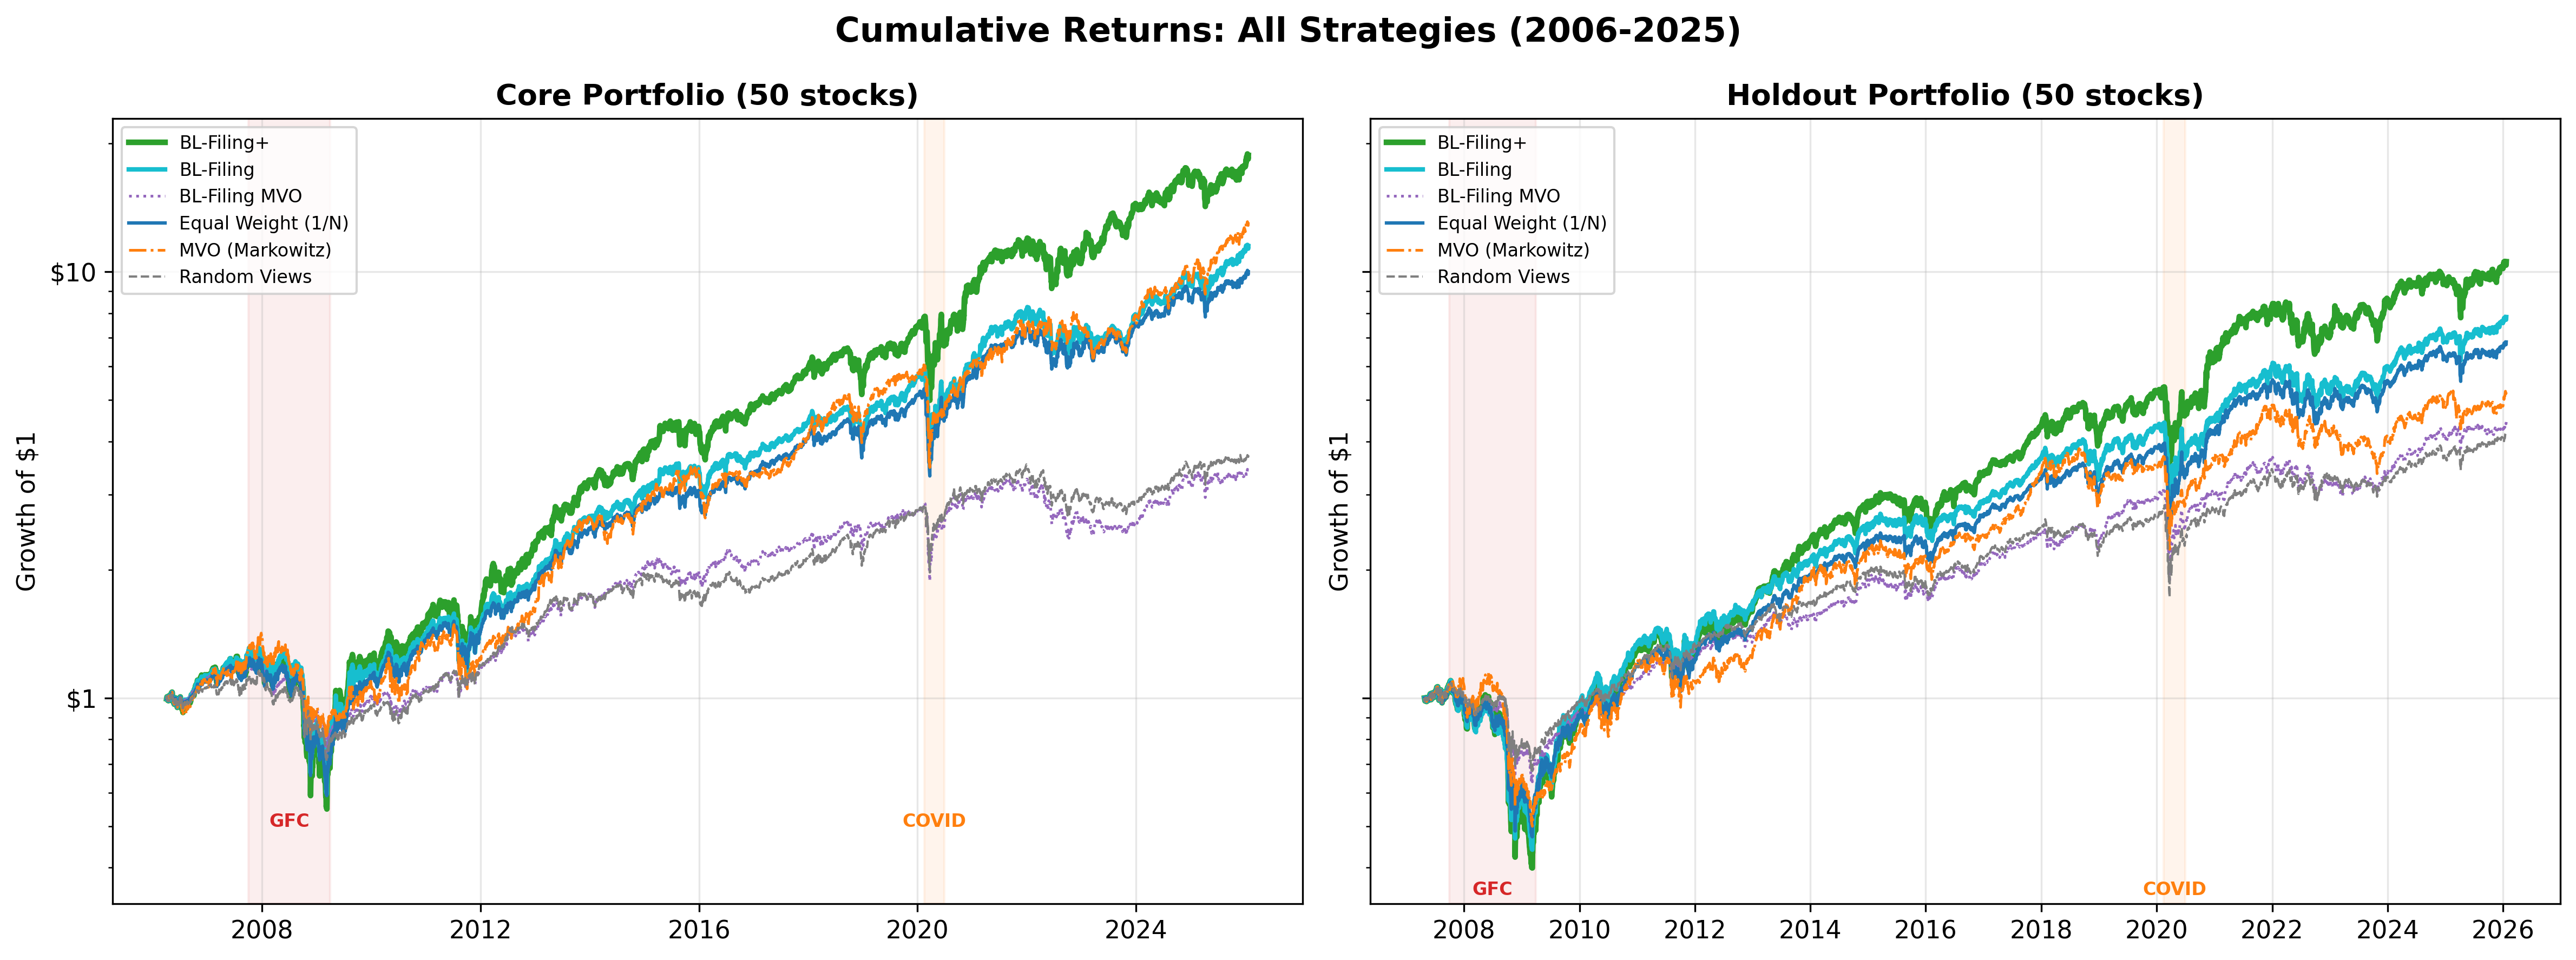 Cumulative Returns: All Strategies (2006-2025)
Core Portfolio (50 stocks)
BL-Filing+
BL-Filing
BL-Filing MVO
Equal Weight (1/N)
MVO (Markowitz)
Random Views
$10
$1
Growth of $1
GFC
COVID
2008
2012
2016
2020
2024
Holdout Portfolio (50 stocks)
BL-Filing+
BL-Filing
BL-Filing MVO
Equal Weight (1/N)
MVO (Markowitz)
Random Views
Growth of $1
GFC
COVID
2008
2010
2012
2014
2016
2018
2020
2022
2024
2026